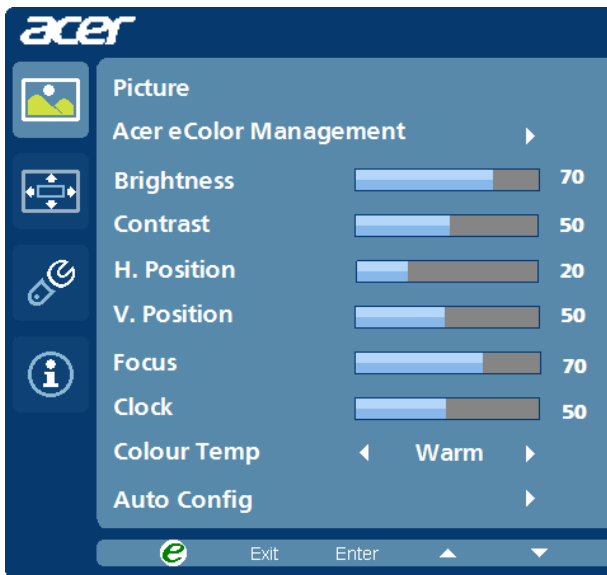 acer
Picture
Acer eColor Management
Brightness 70
Contrast 50
H. Position 20
V. Position 50
Focus 70
Clock 50
Colour Temp Warm
Auto Config
e Exit Enter